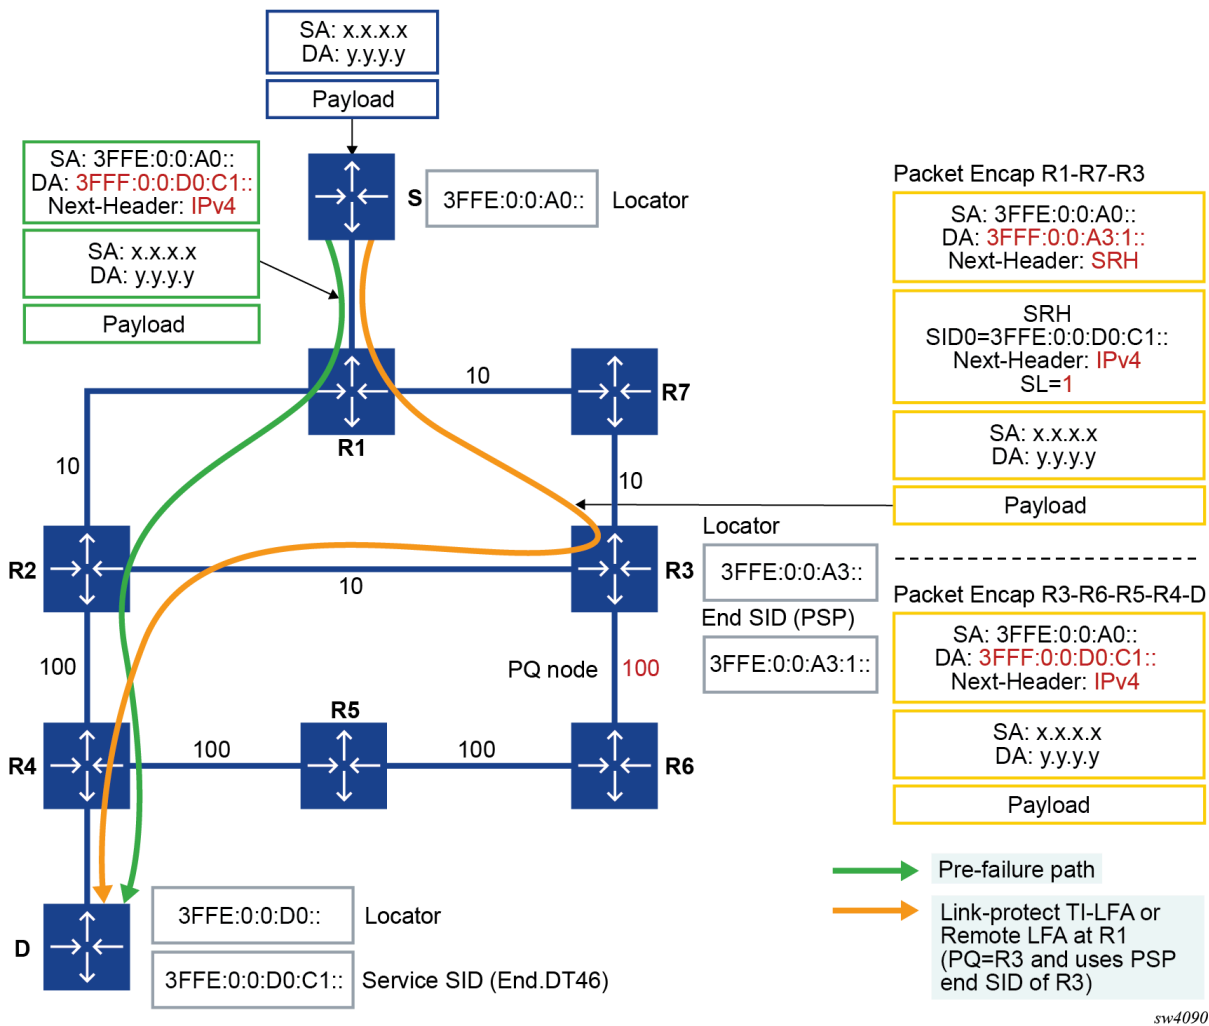 SA: x.x.x.x
DA: y.y.y.y
Payload
SA: 3FFE:0:0:A0::
DA: 3FFF:0:0:D0:C1::
Next-Header: IPv4
SA: x.x.x.x
DA: y.y.y.y
Payload
S
3FFE:0:0:A0::
Locator
Packet Encap R1-R7-R3
SA: 3FFE:0:0:A0::
DA: 3FFF:0:0:A3:1::
Next-Header: SRH
SRH
SID0=3FFE:0:0:D0:C1::
Next-Header: IPv4
SL=1
SA: x.x.x.x
DA: y.y.y.y
Payload
10
R7
R1
10
10
Locator
R2
10
R3
3FFE:0:0:A3::
End SID (PSP)
3FFE:0:0:A3:1::
100
PQ node
100
Packet Encap R3-R6-R5-R4-D
SA: 3FFE:0:0:A0::
DA: 3FFF:0:0:D0:C1::
Next-Header: IPv4
SA: x.x.x.x
DA: y.y.y.y
Payload
R5
R4
100
100
R6
Pre-failure path
Link-protect TI-LFA or
Remote LFA at R1
(PQ=R3 and uses PSP
end SID of R3)
D
3FFE:0:0:D0::
Locator
3FFE:0:0:D0:C1::
Service SID (End.DT46)
sw4090